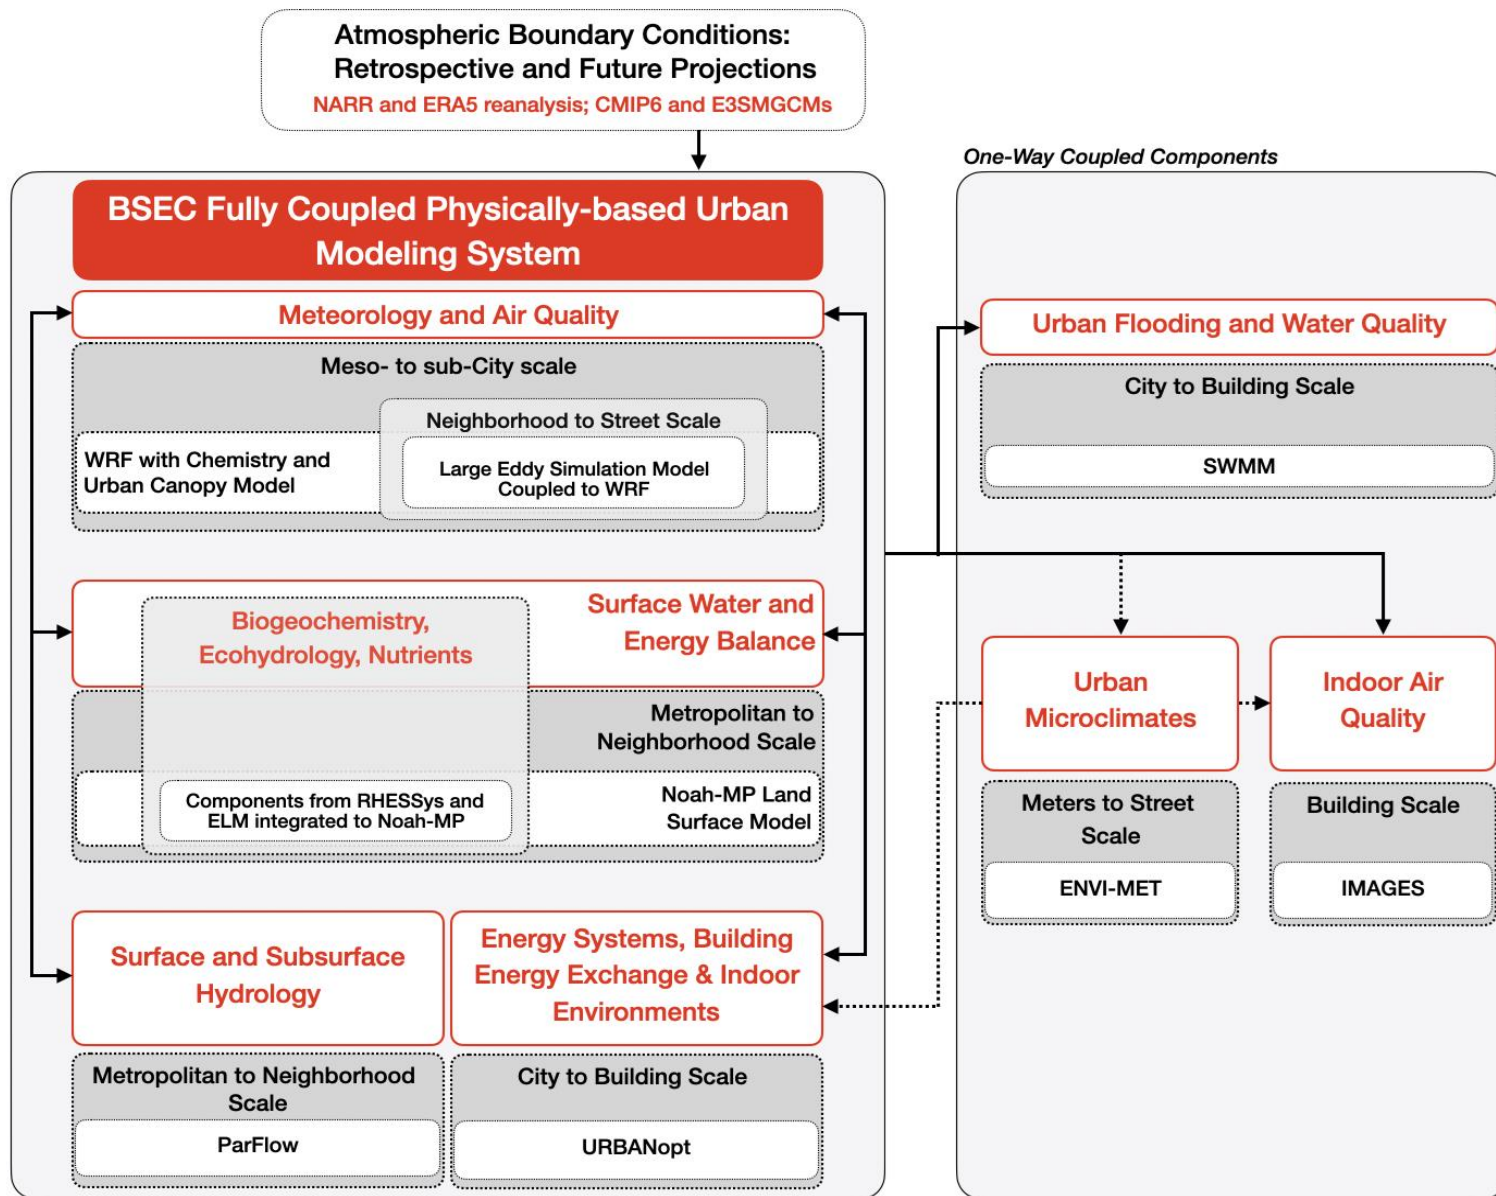 Atmospheric Boundary Conditions:
Retrospective and Future Projections
NARR and ERA5 reanalysis; CMIP6 and E3SMGCMs
One-Way Coupled Components
BSEC Fully Coupled Physically-based Urban
Modeling System
Meteorology and Air Quality
Meso- to sub-City scale
Neighborhood to Street Scale
WRF with Chemistry and
Urban Canopy Model
Large Eddy Simulation Model
Coupled to WRF
Biogeochemistry,
Ecohydrology, Nutrients
Surface Water and
Energy Balance
Metropolitan to
Neighborhood Scale
Components from RHESSys and
ELM integrated to Noah-MP
Noah-MP Land
Surface Model
Surface and Subsurface
Hydrology
Metropolitan to Neighborhood
Scale
ParFlow
Energy Systems, Building
Energy Exchange & Indoor
Environments
City to Building Scale
URBANopt
Urban Flooding and Water Quality
City to Building Scale
SWMM
Urban
Microclimates
Meters to Street
Scale
ENVI-MET
Indoor Air
Quality
Building Scale
IMAGES